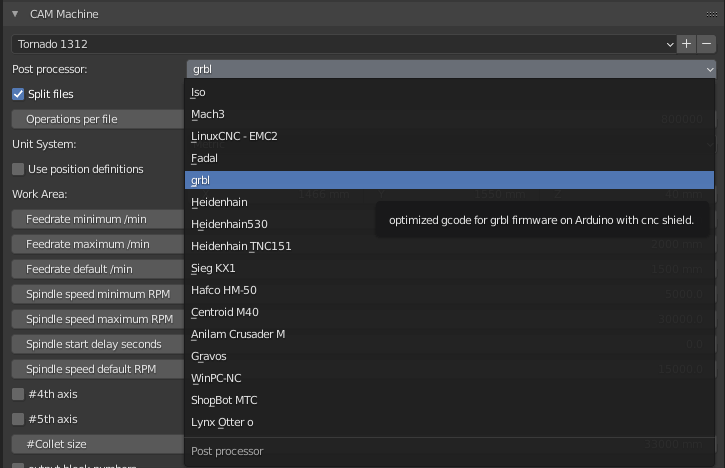 CAM Machine
Tornado 1312
Post processor:
grbl
Split files
Iso
Mach3
Operations per file
LinuxCNC - EMC2
Unit System:
Fadal
Use position definitions
grbl
Work Area:
Heidenhain
Feedrate minimum /min
Heidenhain530
optimized gcode for grbl firmware on Arduino with cnc shield.
Feedrate maximum /min
Heidenhain TNC151
Feedrate default /min
Sieg KX1
Spindle speed minimum RPM
Hafco HM-50
Spindle speed maximum RPM
Centroid M40
Spindle start delay seconds
Anilam Crusader M
Gravos
Spindle speed default RPM
WinPC-NC
#4th axis
ShopBot MTC
#5th axis
Lynx Otter o
#Collet size
Post processor
output block numbers